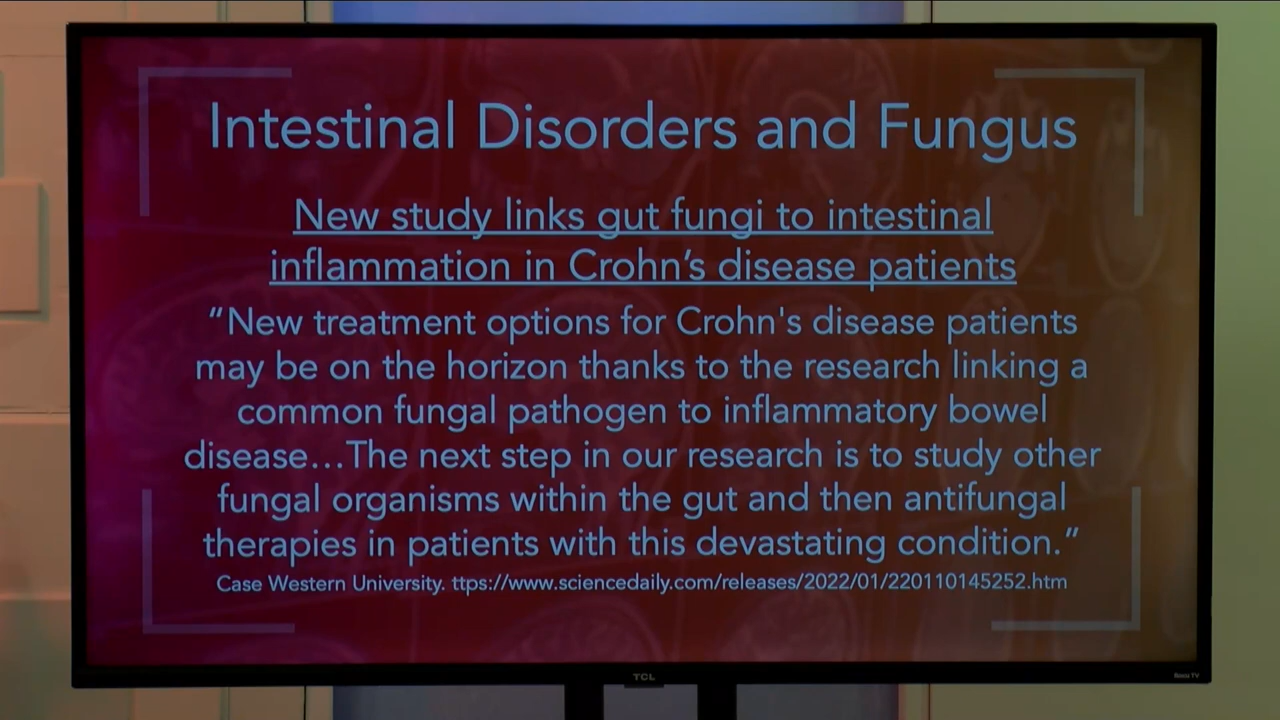 Intestinal Disorders and Fungus
New study links gut fungi to intestinal
inflammation in Crohn’s disease patients
“New treatment options for Crohn's disease patients
may be on the horizon thanks to the research linking a
common fungal pathogen to inflammatory bowel
disease…The next step in our research is to study other
fungal organisms within the gut and then antifungal
therapies in patients with this devastating condition.”
Case Western University. ttps://www.sciencedaily.com/releases/2022/01/220110145252.htm
TCL
Roku TV